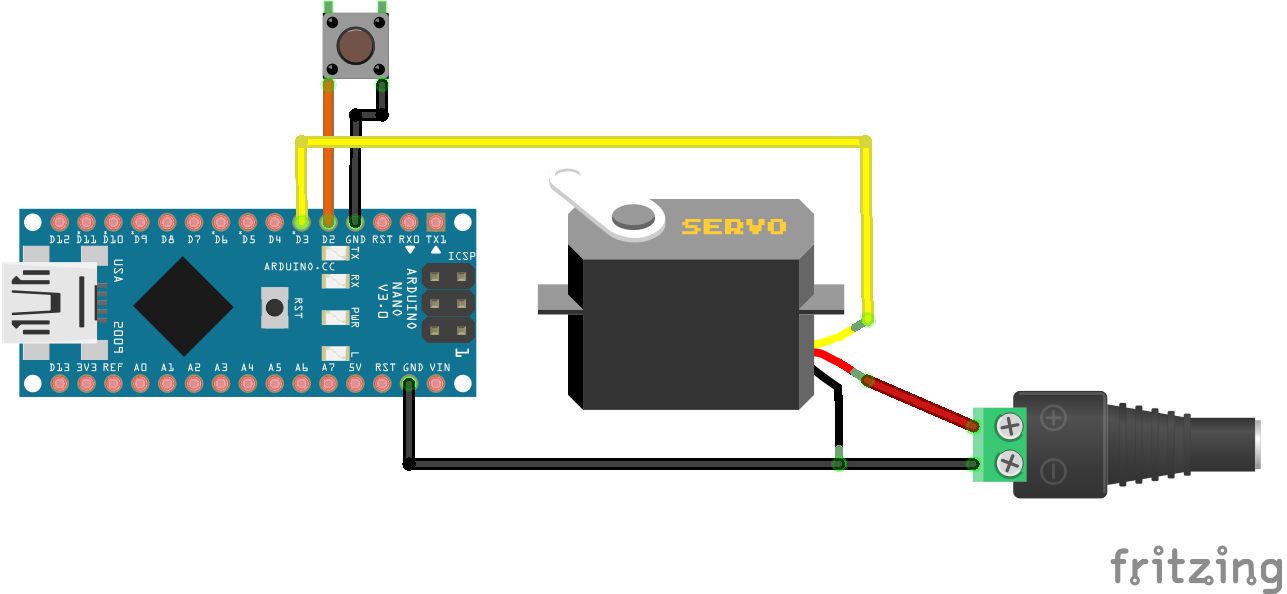 SERVO
D12 D11 D10 D9 D8 D7 D6 D5 D4 D3 D2 GND RST RX0 TX1
ICSP
ARDUINO.CC
USA
TX
RX
RST
ARDUINO
NANO
V3.0
PWR
2009
L
1
D13 3V3 REF A0 A1 A2 A3 A4 A5 A6 A7 5V RST GND VIN
+
−
fritzing